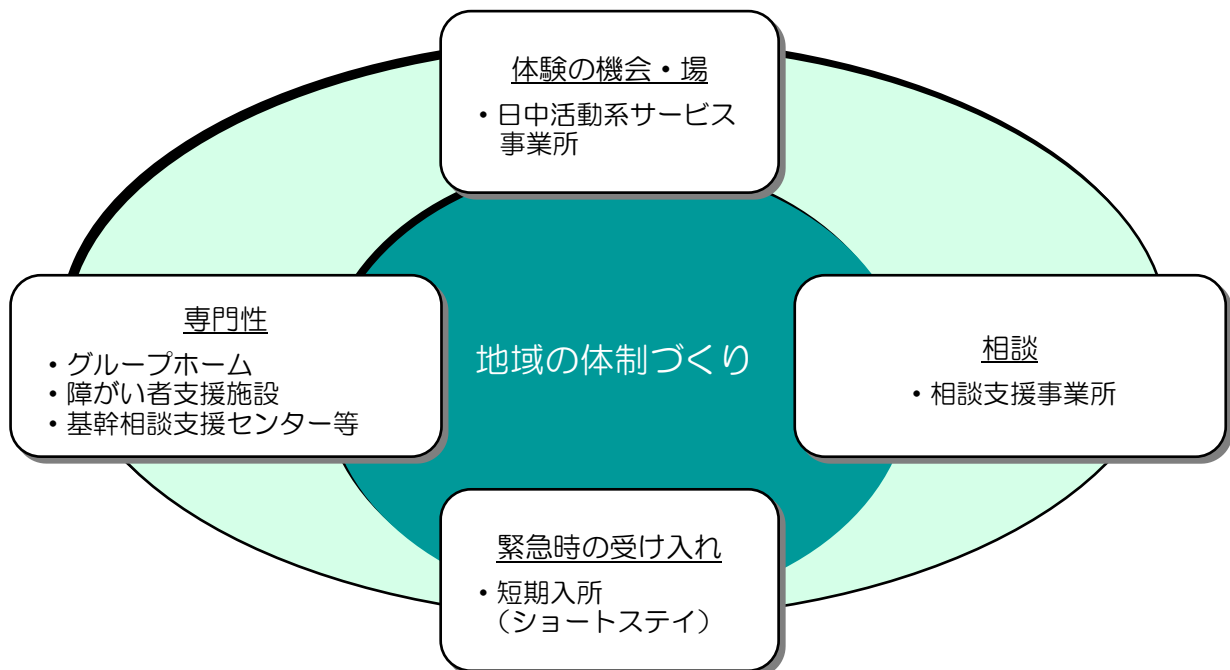 体験の機会・場
・日中活動系サービス
事業所
専門性
・グループホーム
・障がい者支援施設
・基幹相談支援センター等
地域の体制づくり
相談
・相談支援事業所
緊急時の受け入れ
・短期入所
（ショートステイ）